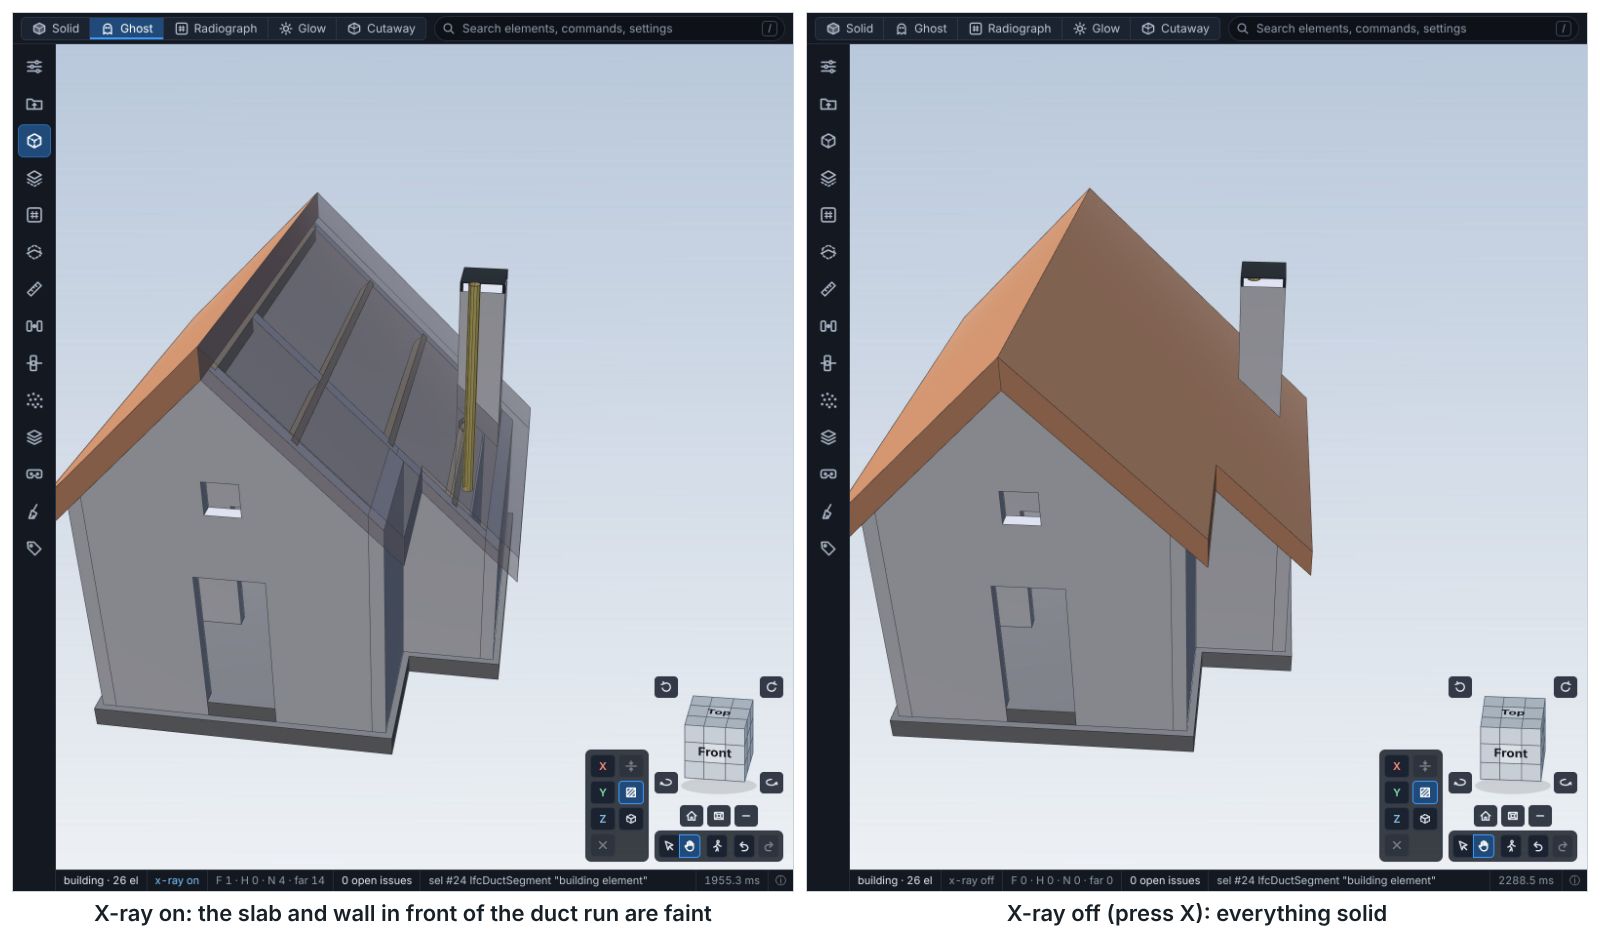 Solid Ghost Radiograph Glow Cutaway Search elements, commands, settings /
Top
Front
X
Y
Z
building · 26 el x-ray on F 1 · H 0 · N 4 · far 14 0 open issues sel #24 IfcDuctSegment "building element" 1955.3 ms
X-ray on: the slab and wall in front of the duct run are faint
Solid Ghost Radiograph Glow Cutaway Search elements, commands, settings /
Top
Front
X
Y
Z
building · 26 el x-ray off F 0 · H 0 · N 0 · far 0 0 open issues sel #24 IfcDuctSegment "building element" 2288.5 ms
X-ray off (press X): everything solid